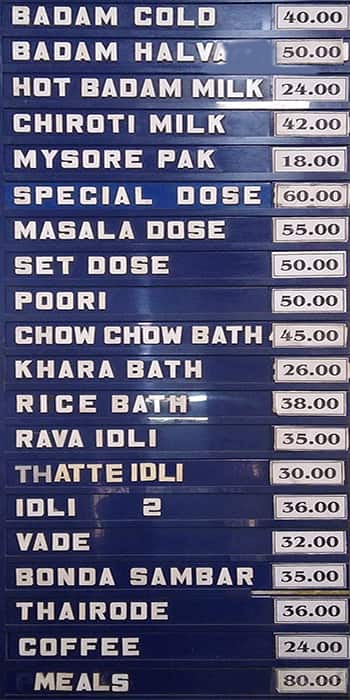 BADAM COLD 40.00
BADAM HALVA 50.00
HOT BADAM MILK 24.00
CHIROTI MILK 42.00
MYSORE PAK 18.00
SPECIAL DOSE 60.00
MASALA DOSE 55.00
SET DOSE 50.00
POORI 50.00
CHOW CHOW BATH 45.00
KHARA BATH 26.00
RICE BATH 38.00
RAVA IDLI 35.00
THATTE IDLI 30.00
IDLI 2 36.00
VADE 32.00
BONDA SAMBAR 35.00
THAIRODE 36.00
COFFEE 24.00
MEALS 80.00